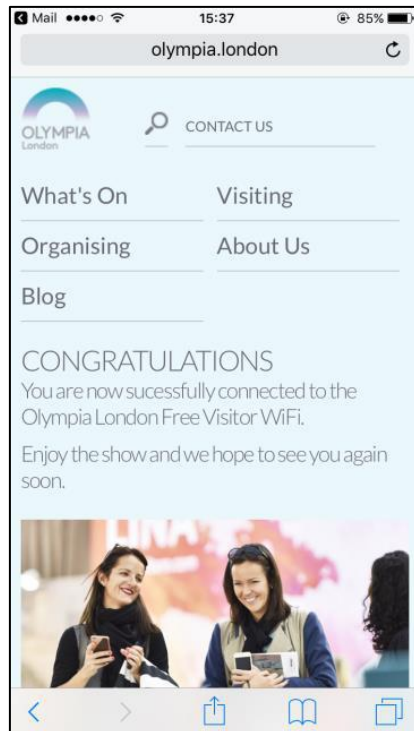 Mail 15:37 85%
olympia.london
OLYMPIA
London
CONTACT US
What's On Visiting
Organising About Us
Blog
CONGRATULATIONS
You are now sucessfully connected to the
Olympia London Free Visitor WiFi.
Enjoy the show and we hope to see you again
soon.